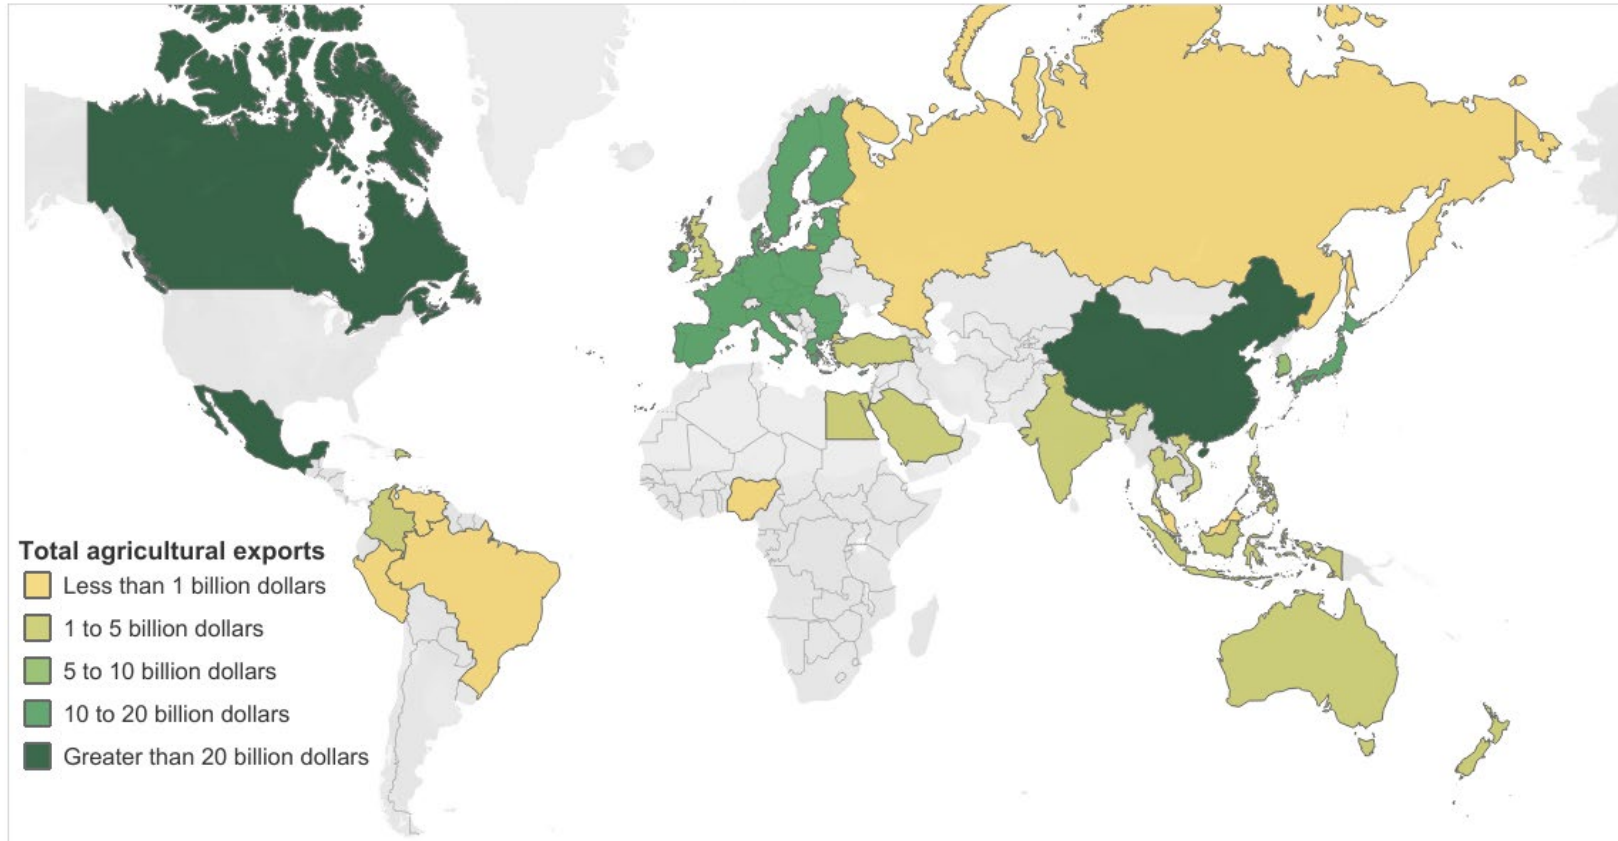 Total agricultural exports
Less than 1 billion dollars
1 to 5 billion dollars
5 to 10 billion dollars
10 to 20 billion dollars
Greater than 20 billion dollars